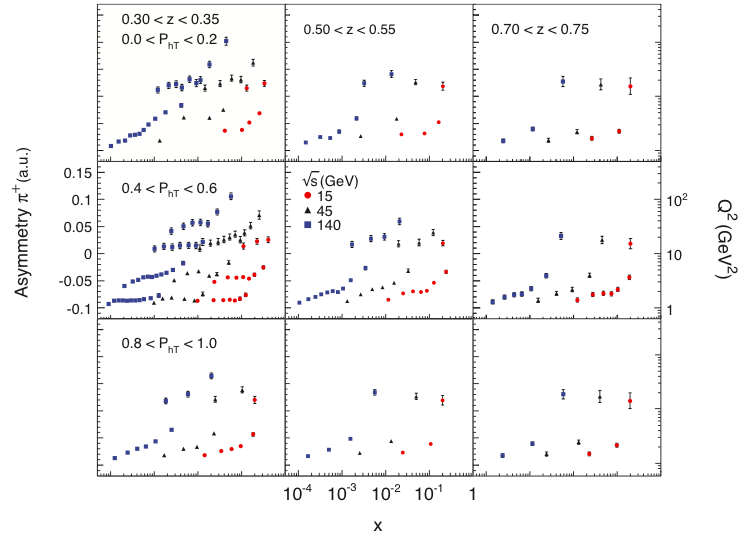 0.30 < z < 0.35
0.50 < z < 0.55
0.70 < z < 0.75
0.0 < P_hT < 0.2
Asymmetry π⁺ (a.u.)
0.15
0.1
0.05
0
-0.05
-0.1
0.4 < P_hT < 0.6
√s (GeV)
15
45
140
10²
10
1
Q² (GeV²)
0.8 < P_hT < 1.0
10⁻⁴
10⁻³
10⁻²
10⁻¹
1
x